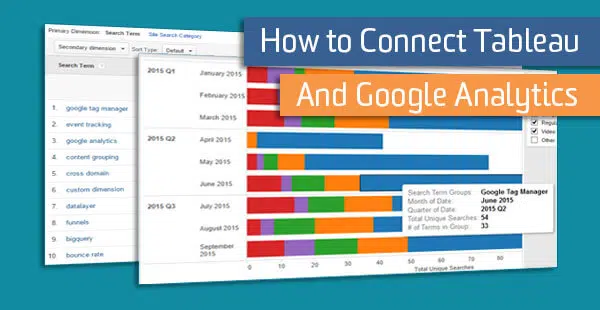 How to Connect Tableau
And Google Analytics
Primary Dimension: Search Term Site Search Category
Secondary dimension Sort Type: Default
Search Term
1. google tag manager
2. event tracking
3. google analytics
4. content grouping
5. cross domain
6. custom dimension
7. datalayer
8. funnels
9. bigquery
10. bounce rate
2015 Q1 January 2015
February 2015
March 2015
2015 Q2 April 2015
May 2015
June 2015
2015 Q3 July 2015
August 2015
September
2015
0 10 20 30 40 50 60 70 80
Total Unique Searches
Video
Other
Search Term Groups: Google Tag Manager
Month of Date: June 2015
Quarter of Date: 2015 Q2
Total Unique Searches: 54
# of Terms in Group: 33